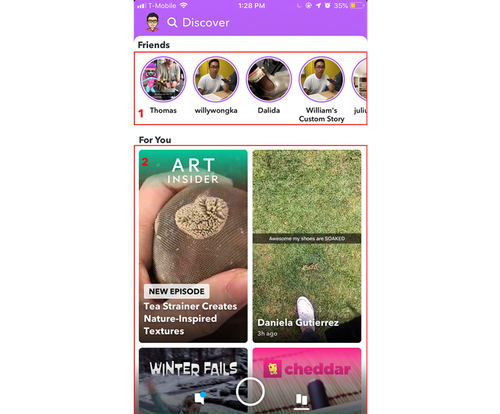 T-Mobile 1:28 PM 35%
Discover
Friends
1
Thomas willywongka Dalida William's juliu
Custom Story
For You
2
ART
INSIDER
Awesome my shoes are SOAKED
NEW EPISODE
Tea Strainer Creates
Nature-Inspired
Textures
Daniela Gutierrez
3h ago
WINTER FAILS
cheddar